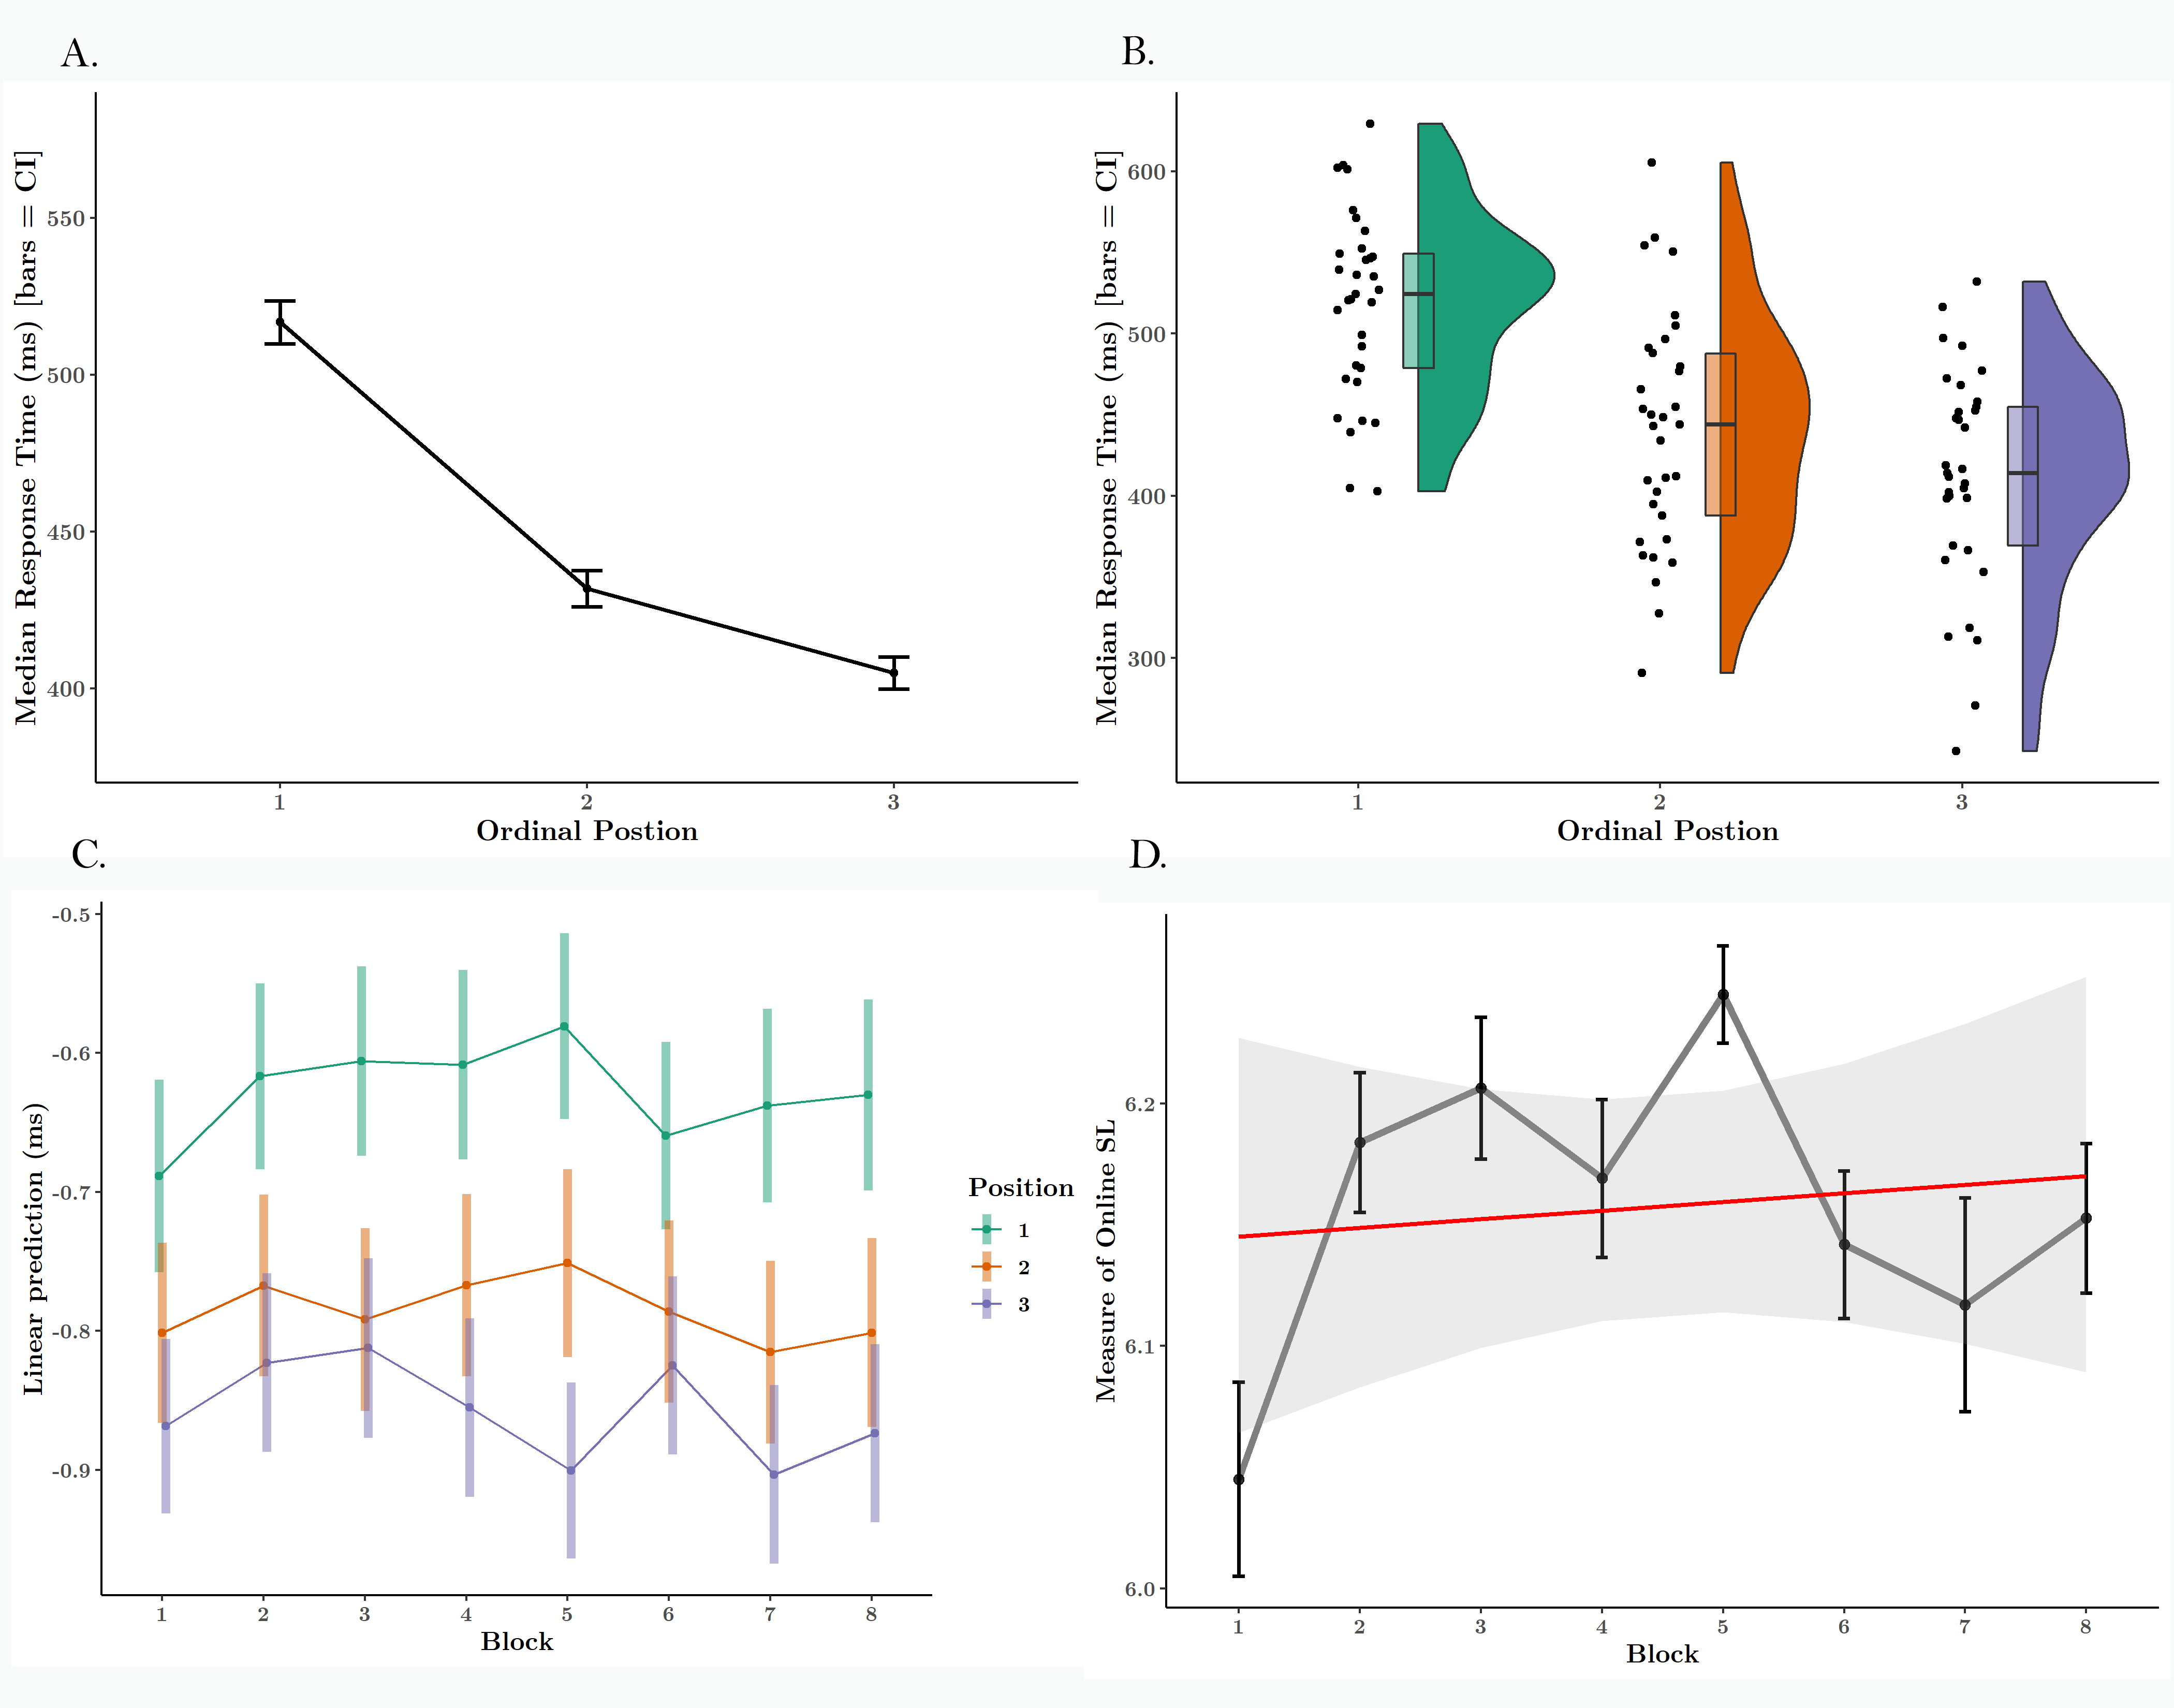 A.
Median Response Time (ms) [bars = CI]
550
500
450
400
1 2 3
Ordinal Postion
B.
Median Response Time (ms) [bars = CI]
600
500
400
300
1 2 3
Ordinal Postion
C.
Linear prediction (ms)
-0.5
-0.6
-0.7
-0.8
-0.9
1 2 3 4 5 6 7 8
Block
Position
1
2
3
D.
Measure of Online SL
6.2
6.1
6.0
1 2 3 4 5 6 7 8
Block